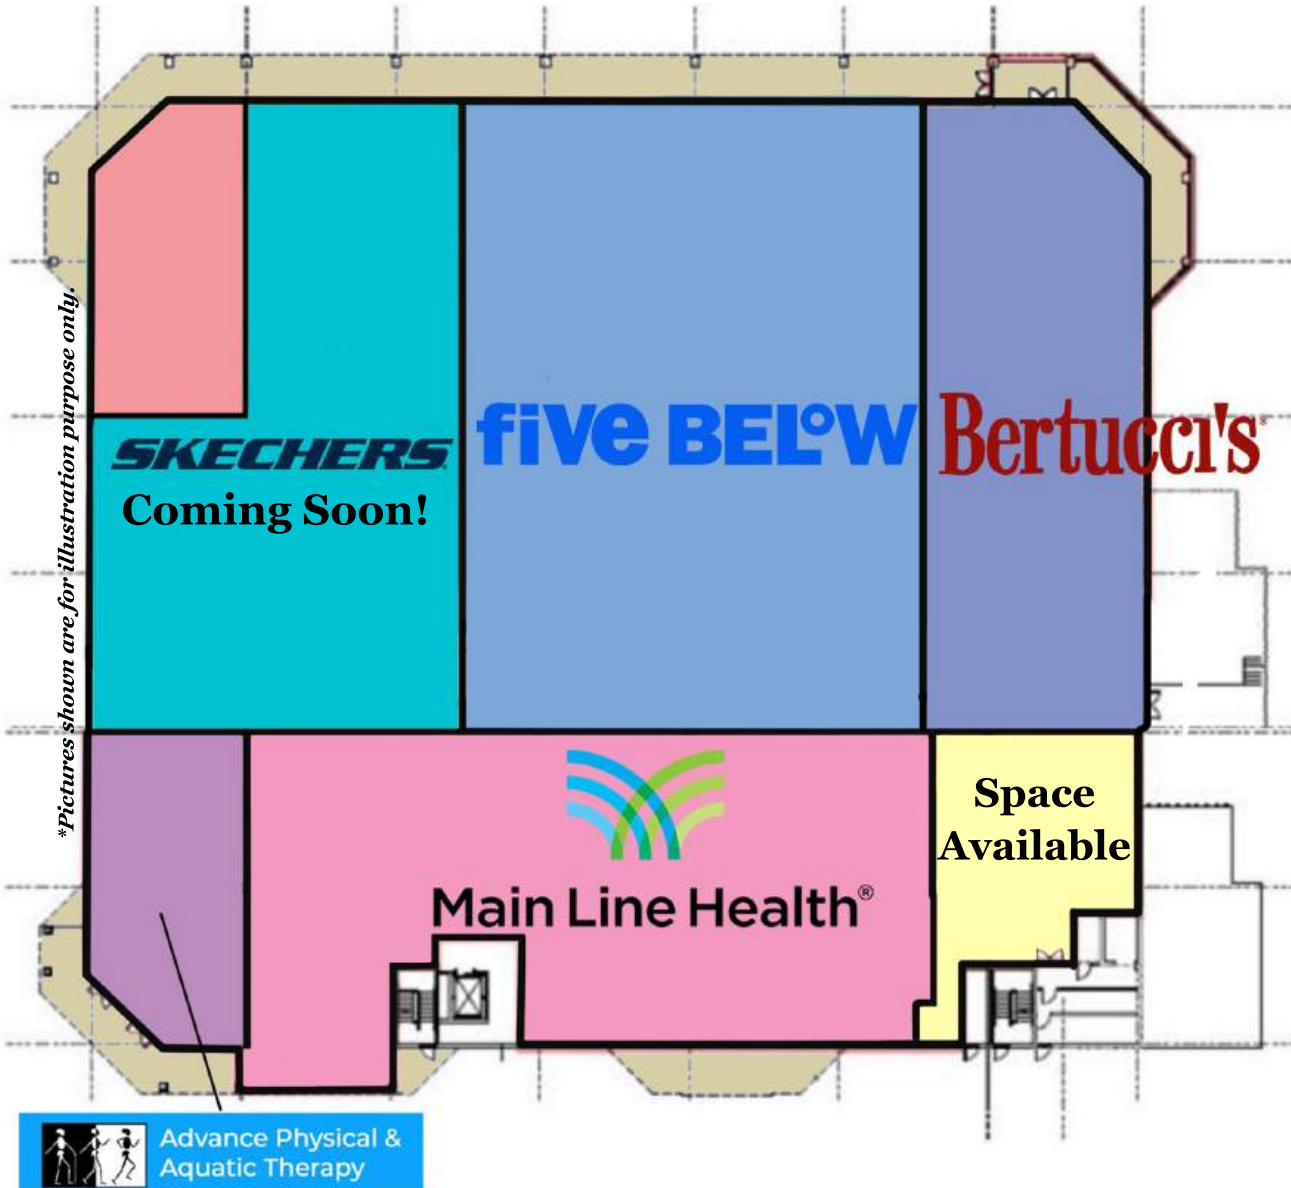 *Pictures shown are for illustration purpose only.
SKECHERS
Coming Soon!
five BELOW
Bertucci's®
Main Line Health®
Space
Available
Advance Physical &
Aquatic Therapy